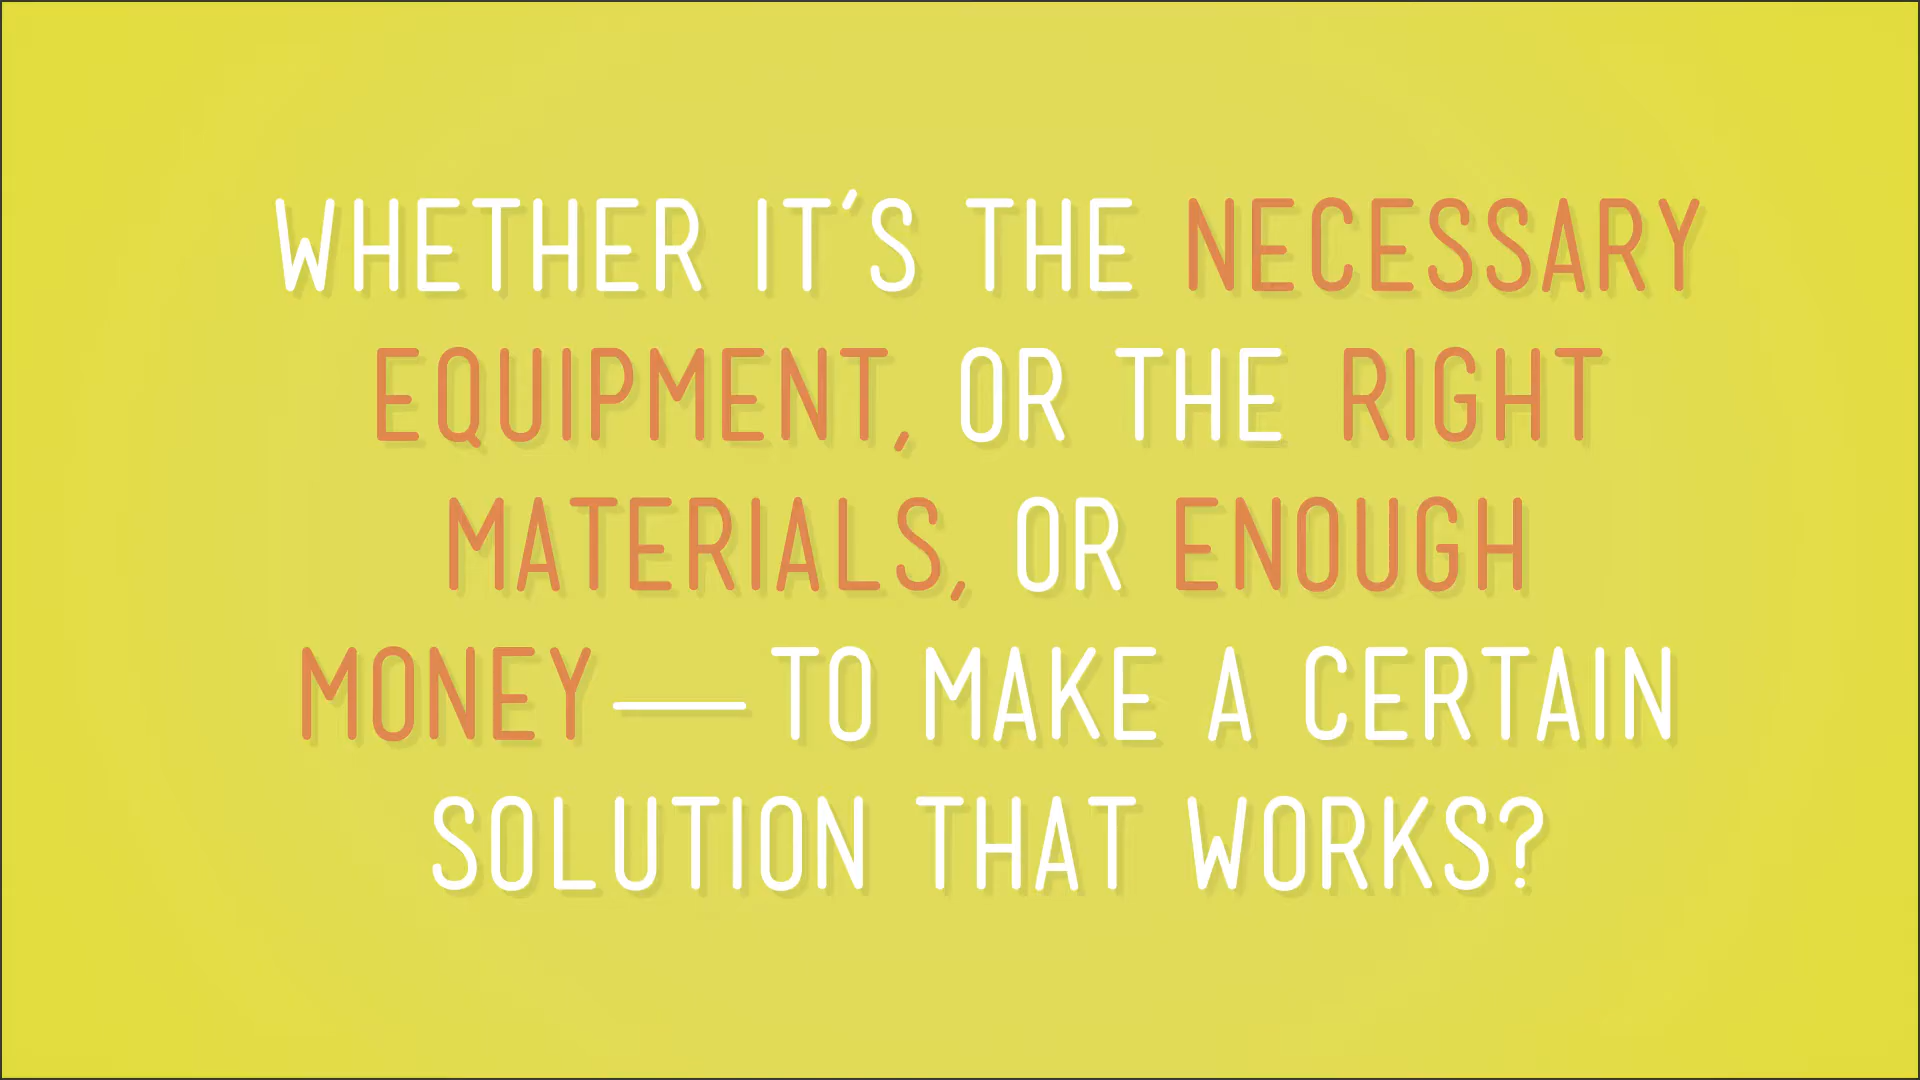 WHETHER IT'S THE NECESSARY
EQUIPMENT, OR THE RIGHT
MATERIALS, OR ENOUGH
MONEY—TO MAKE A CERTAIN
SOLUTION THAT WORKS?